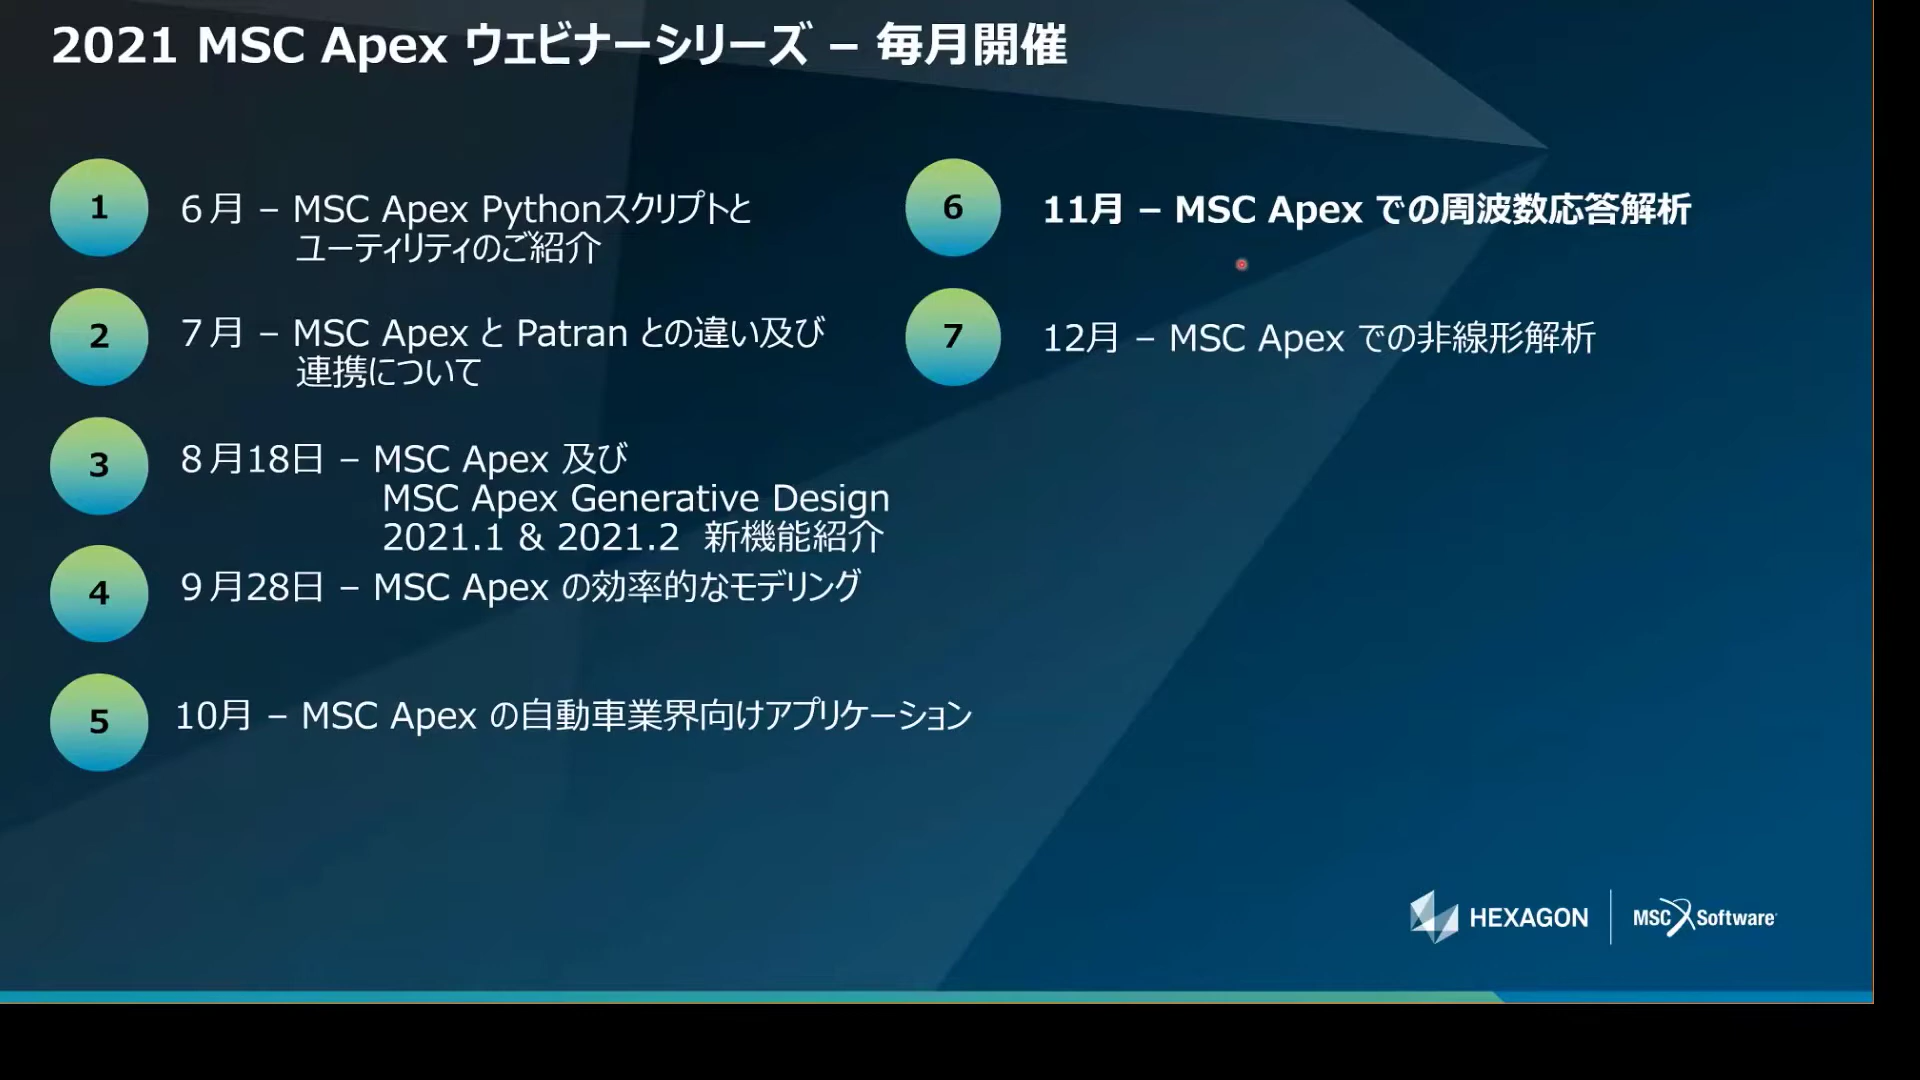 2021 MSC Apex ウェビナーシリーズ – 毎月開催
1
６月 – MSC Apex Pythonスクリプトと
ユーティリティのご紹介
2
７月 – MSC Apex と Patran との違い及び
連携について
3
８月18日 – MSC Apex 及び
MSC Apex Generative Design
2021.1 & 2021.2 新機能紹介
4
９月28日 – MSC Apex の効率的なモデリング
5
10月 – MSC Apex の自動車業界向けアプリケーション
6
11月 – MSC Apex での周波数応答解析
7
12月 – MSC Apex での非線形解析
HEXAGON
MSC Software